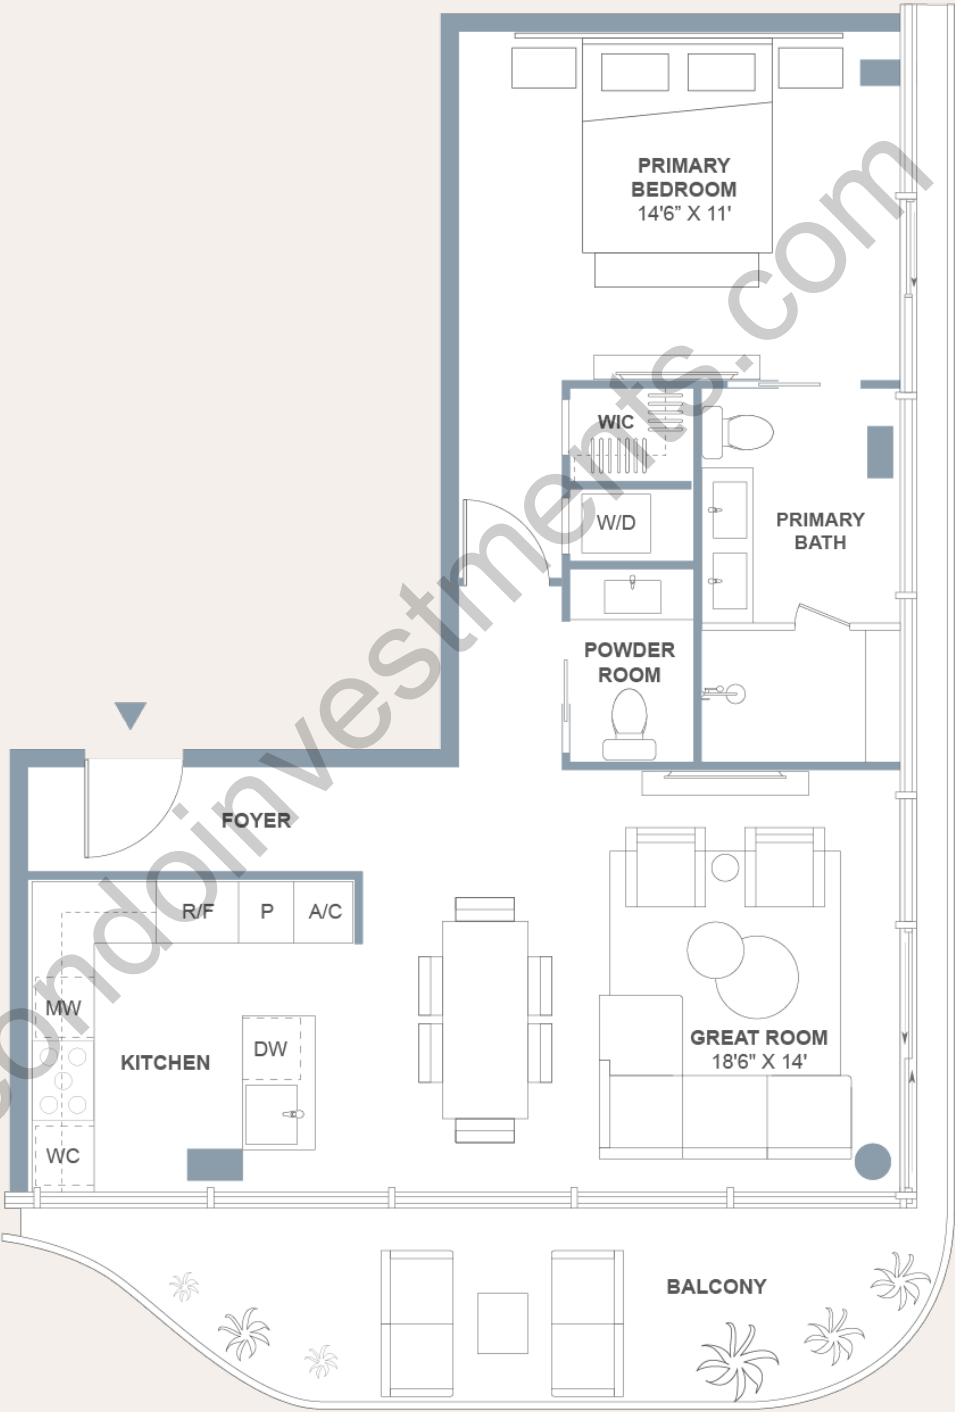 PRIMARY
BEDROOM
14'6” X 11'
WIC
W/D
PRIMARY
BATH
POWDER
ROOM
FOYER
R/F P A/C
MW
KITCHEN
DW
GREAT ROOM
18'6" X 14'
WC
BALCONY
condoinvestments.com